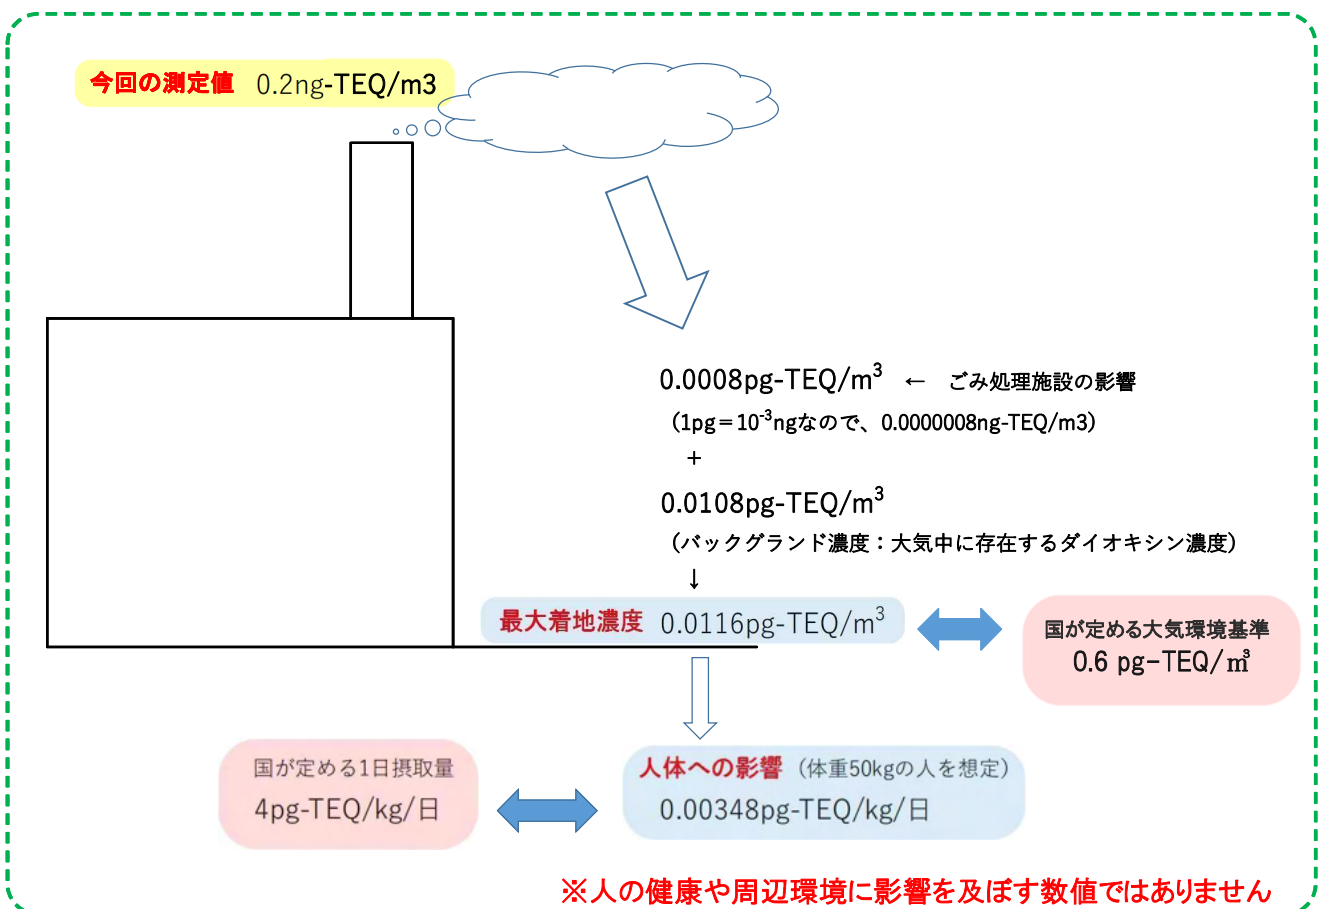 今回の測定値 0.2ng-TEQ/m3
0.0008pg-TEQ/m³ ← ごみ処理施設の影響
（1pg＝10⁻³ngなので、0.0000008ng-TEQ/m3）
＋
0.0108pg-TEQ/m³
（バックグランド濃度：大気中に存在するダイオキシン濃度）
↓
最大着地濃度 0.0116pg-TEQ/m³
国が定める大気環境基準
0.6 pg−TEQ/㎥
国が定める1日摂取量
4pg-TEQ/kg/日
人体への影響（体重50kgの人を想定）
0.00348pg-TEQ/kg/日
※人の健康や周辺環境に影響を及ぼす数値ではありません